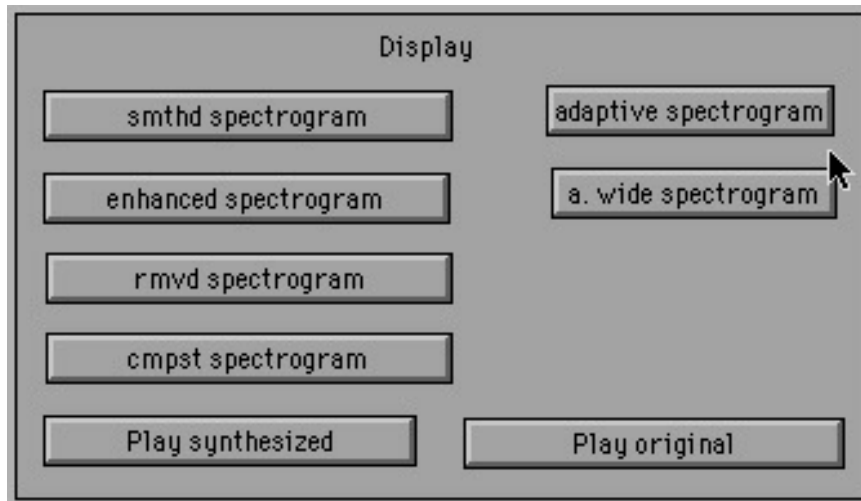 Display
smthd spectrogram
adaptive spectrogram
enhanced spectrogram
a. wide spectrogram
rmvd spectrogram
cmpst spectrogram
Play synthesized
Play original